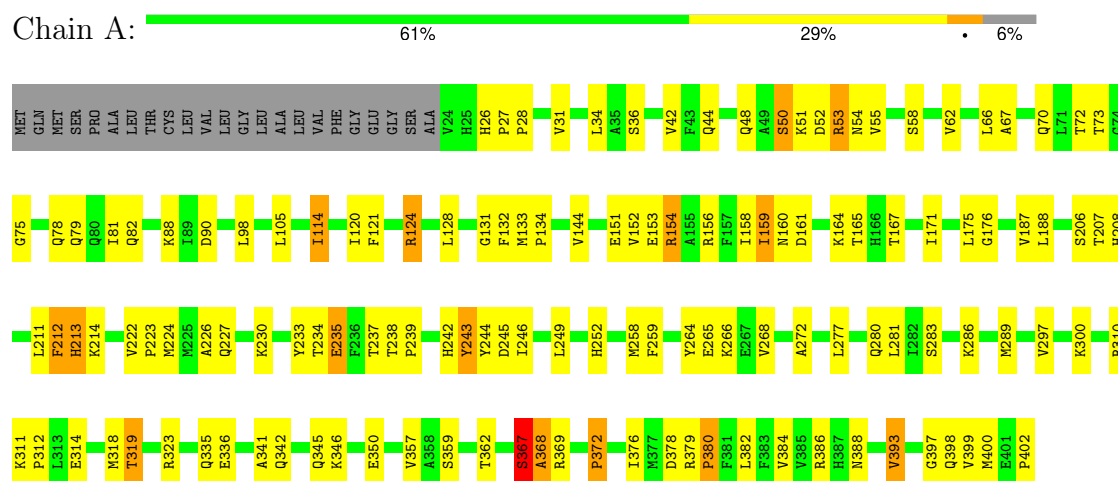 Chain A:
61% 29% • 6%
MET GLN MET SER PRO ALA LEU THR CYS LEU VAL LEU GLY LEU ALA LEU VAL PHE GLY GLU GLY SER ALA V24 H25 H26 P27 P28 V31 L34 A35 S36 V42 F43 Q44 Q48 A49 S50 K51 D52 R53 N54 V55 S58 V62 L66 A67 Q70 L71 T72 T73 G74
G75 Q78 Q79 Q80 I81 Q82 K88 I89 D90 L98 L105 I114 I120 F121 R124 L128 G131 F132 M133 P134 V144 E151 V152 E153 R154 A155 R156 F157 I158 I159 N160 D161 K164 T165 H166 T167 I171 L175 G176 V187 L188 S206 T207 H208
L211 F212 H213 K214 V222 P223 M224 M225 A226 Q227 K230 Y233 T234 E235 F236 T237 T238 P239 H242 Y243 Y244 D245 I246 L249 H252 M258 F259 Y264 E265 K266 E267 V268 A272 L277 Q280 L281 I282 S283 K286 M289 V297 K300
K311 P312 L313 E314 M318 T319 R323 Q335 E336 A341 Q342 Q345 K346 E350 V357 A358 S359 T362 S367 A368 R369 P372 I376 M377 D378 R379 P380 F381 L382 F383 V384 V385 R386 H387 N388 V393 G397 Q398 V399 M400 E401 P402